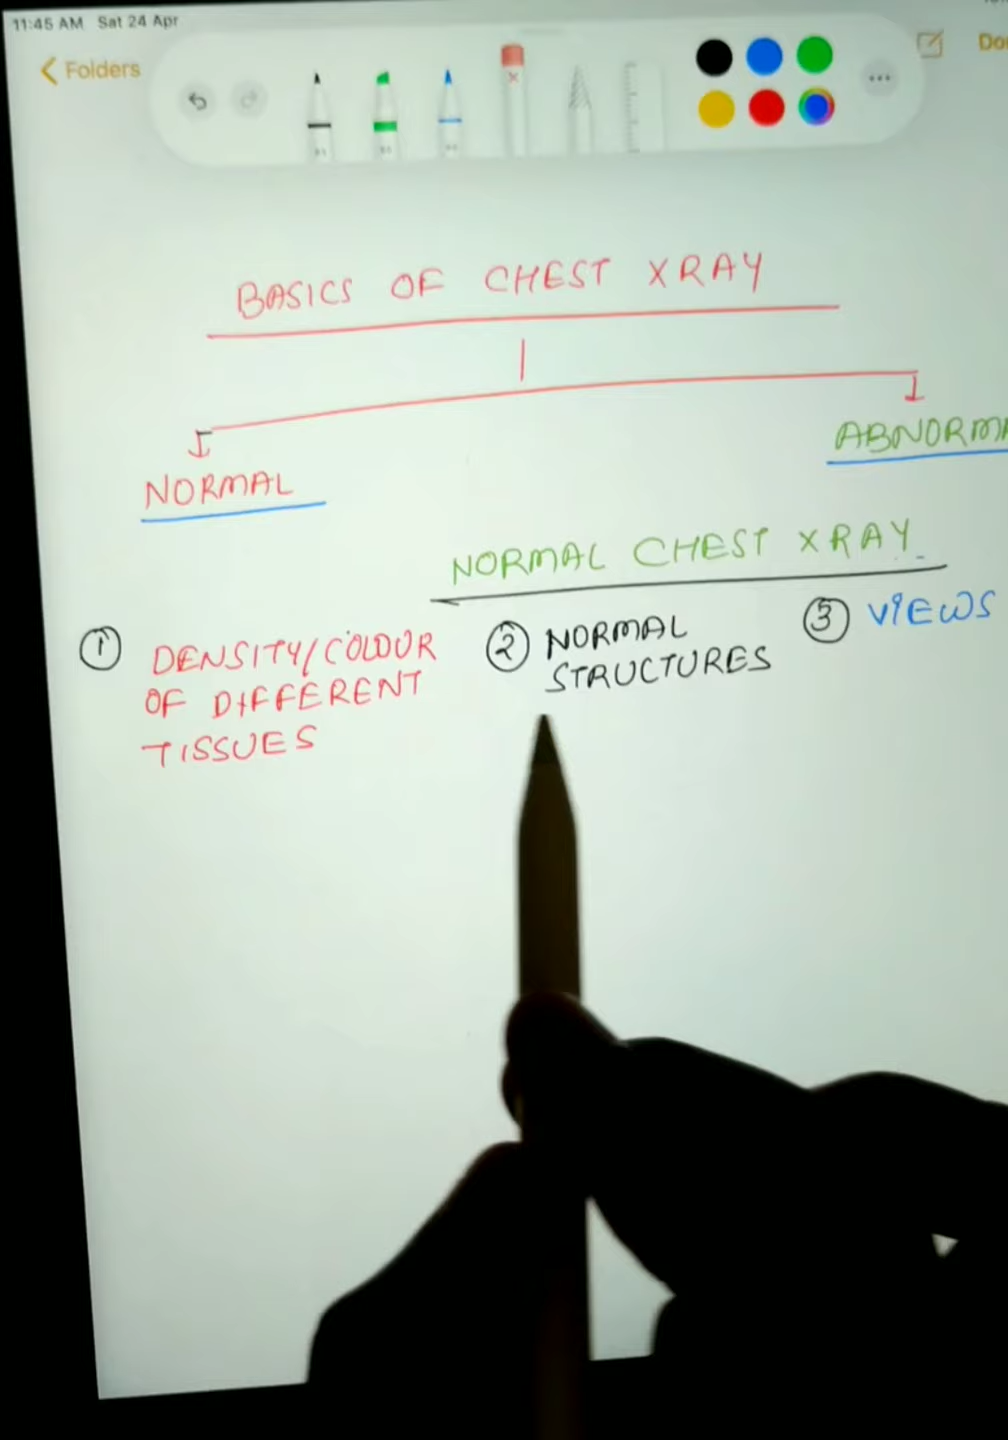 11:45 AM Sat 24 Apr
Folders
BASICS OF CHEST XRAY
NORMAL
ABNORMA
NORMAL CHEST XRAY
1 DENSITY/COLOUR
OF DIFFERENT
TISSUES
2 NORMAL
STRUCTURES
3 VIEWS